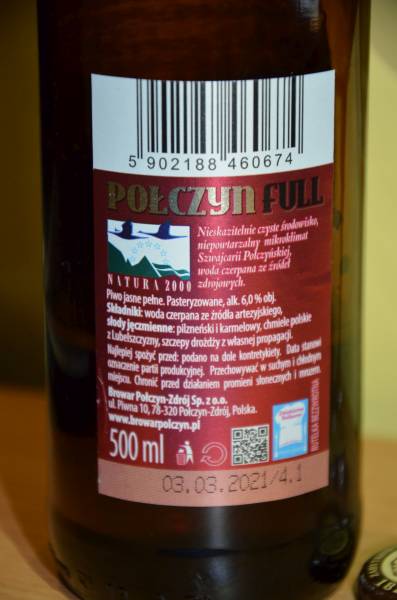 5 902188 460674
POŁCZYN FULL
Nieskazitelnie czyste środowisko,
niepowtarzalny mikroklimat
Szwajcarii Połczyńskiej,
woda czerpana ze źródeł
zdrojowych.
NATURA 2000
Piwo jasne pełne. Pasteryzowane, alk. 6,0 % obj.
Składniki: woda czerpana ze źródła artezyjskiego,
słody jęczmienne: pilzneński i karmelowy, chmiele polskie
z Lubelszczyzny, szczepy drożdży z własnej propagacji.
Najlepiej spożyć przed: podano na dole kontretykiety. Data stanowi
oznaczenie partii produkcyjnej. Przechowywać w suchym i chłodnym
miejscu. Chronić przed działaniem promieni słonecznych i mrozem.
Browar Połczyn-Zdrój Sp. z o.o.
ul. Piwna 10, 78-320 Połczyn-Zdrój, Polska.
www.browarpolczyn.pl
500 ml
BUTELKA BEZZWROTNA
03.03.2021/4.1